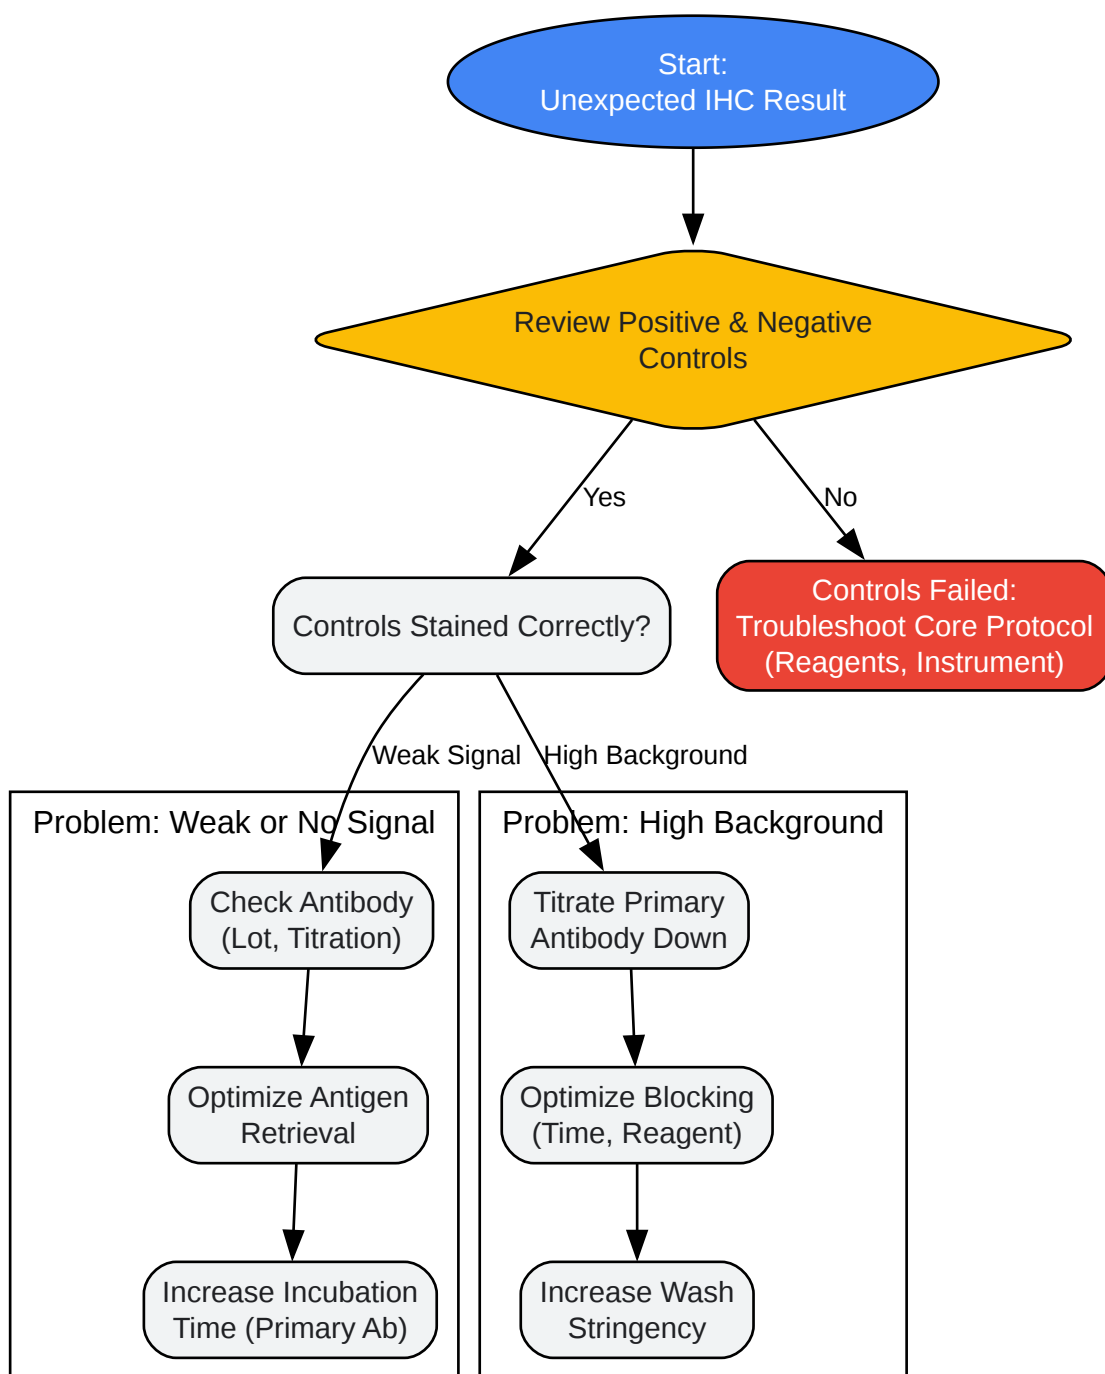 Start:
Unexpected IHC Result
Review Positive & Negative
Controls
Yes
No
Controls Stained Correctly?
Controls Failed:
Troubleshoot Core Protocol
(Reagents, Instrument)
Weak Signal
High Background
Problem: Weak or No Signal
Check Antibody
(Lot, Titration)
Optimize Antigen
Retrieval
Increase Incubation
Time (Primary Ab)
Problem: High Background
Titrate Primary
Antibody Down
Optimize Blocking
(Time, Reagent)
Increase Wash
Stringency